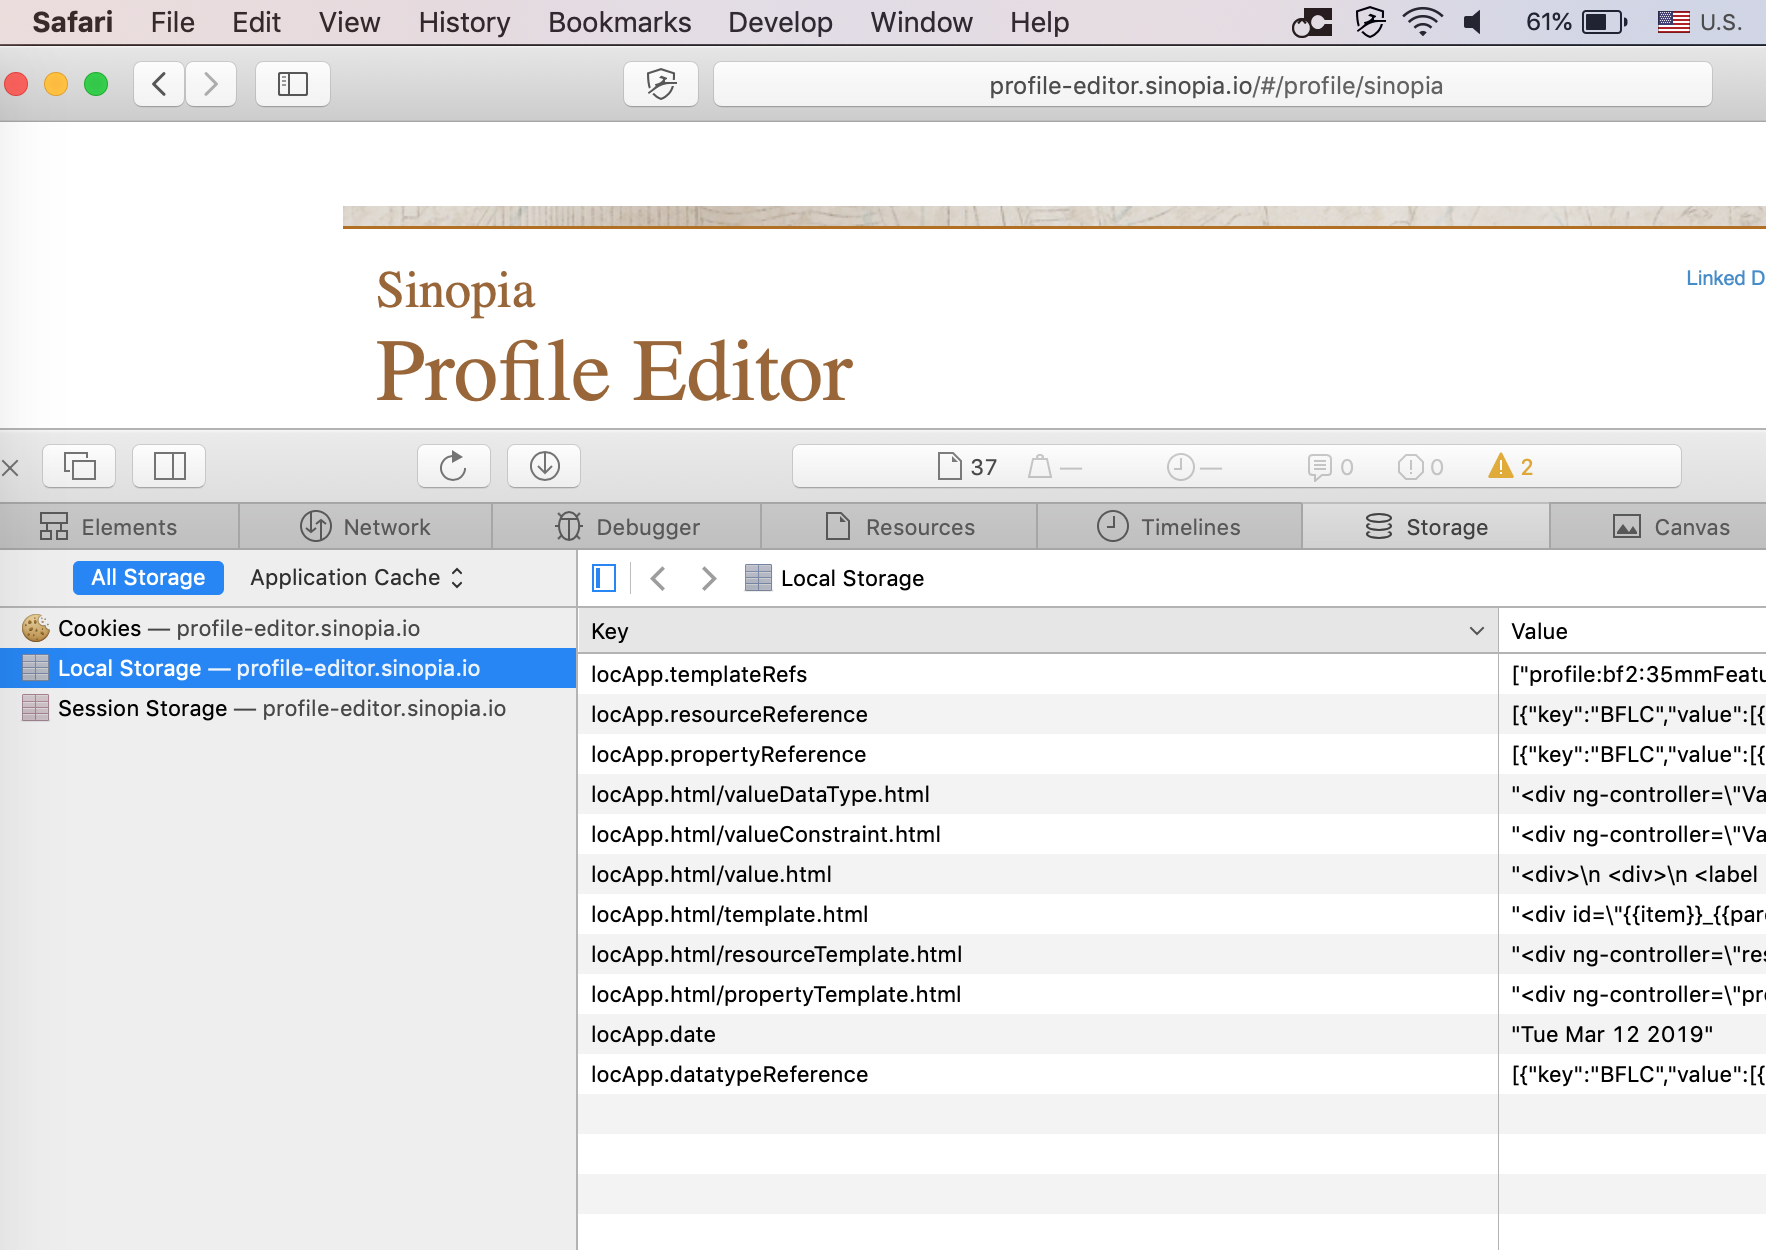 Safari File Edit View History Bookmarks Develop Window Help 61% U.S.
profile-editor.sinopia.io/#/profile/sinopia
Linked D
Sinopia
Profile Editor
37 — — 0 0 2
Elements Network Debugger Resources Timelines Storage Canvas
All Storage Application Cache Local Storage
Cookies — profile-editor.sinopia.io
Local Storage — profile-editor.sinopia.io
Session Storage — profile-editor.sinopia.io
Key Value
locApp.templateRefs ["profile:bf2:35mmFeatu
locApp.resourceReference [{"key":"BFLC","value":[{
locApp.propertyReference [{"key":"BFLC","value":[{
locApp.html/valueDataType.html "<div ng-controller=\"Va
locApp.html/valueConstraint.html "<div ng-controller=\"Va
locApp.html/value.html "<div>\n <div>\n <label
locApp.html/template.html "<div id=\"{{item}}_{{pare
locApp.html/resourceTemplate.html "<div ng-controller=\"res
locApp.html/propertyTemplate.html "<div ng-controller=\"pro
locApp.date "Tue Mar 12 2019"
locApp.datatypeReference [{"key":"BFLC","value":[{